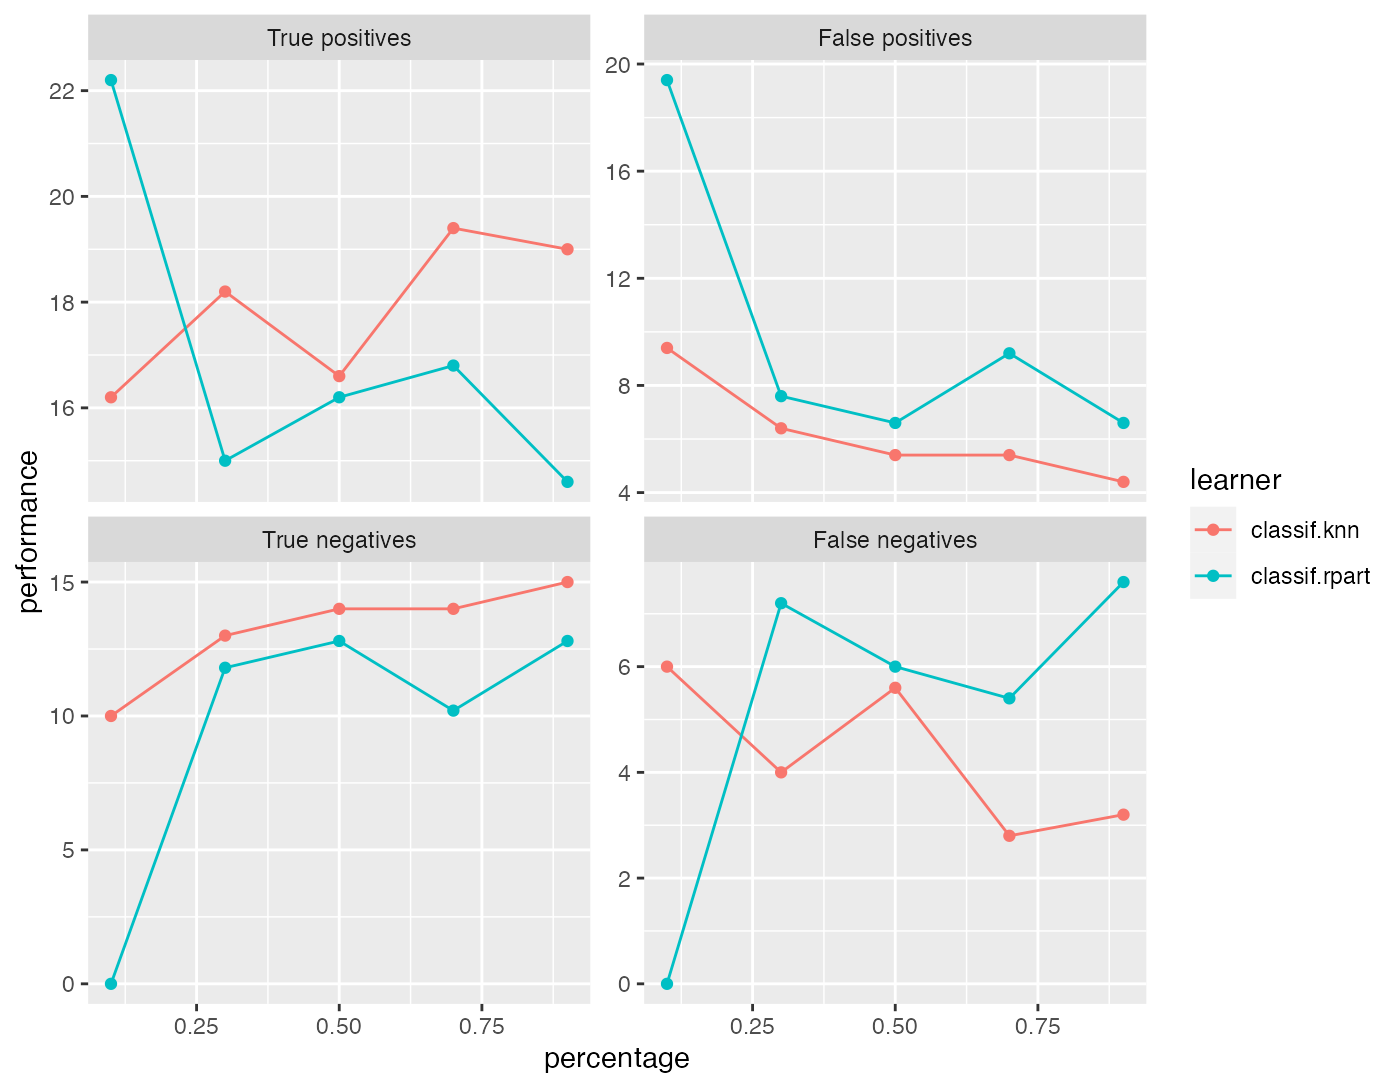 True positives
False positives
22
20
18
16
20
16
12
8
4
performance
True negatives
False negatives
15
10
5
0
6
4
2
0
0.25 0.50 0.75
0.25 0.50 0.75
percentage
learner
classif.knn
classif.rpart